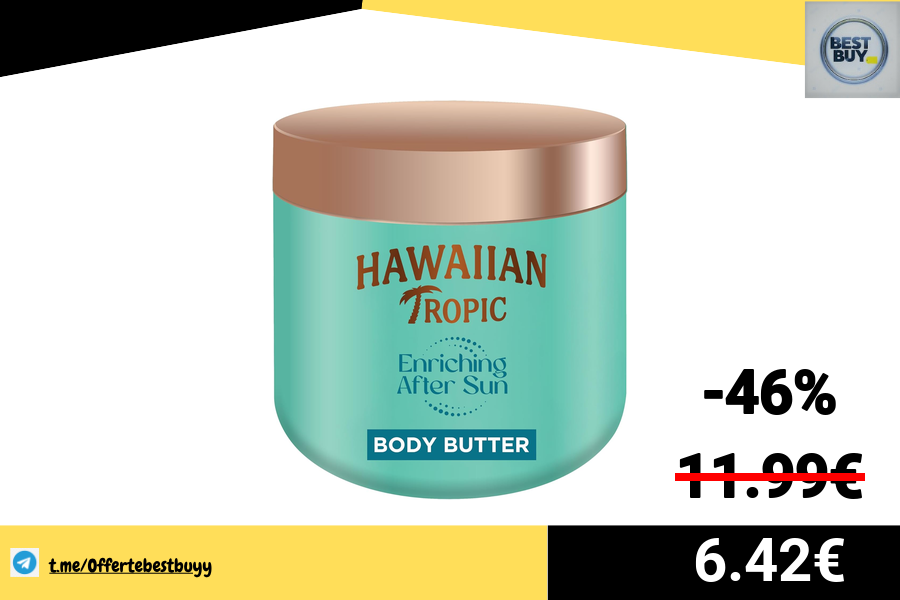 BEST
BUY
HAWAIIAN
TROPIC
Enriching
After Sun
BODY BUTTER
-46%
11.99€
6.42€
t.me/Offertebestbuyy